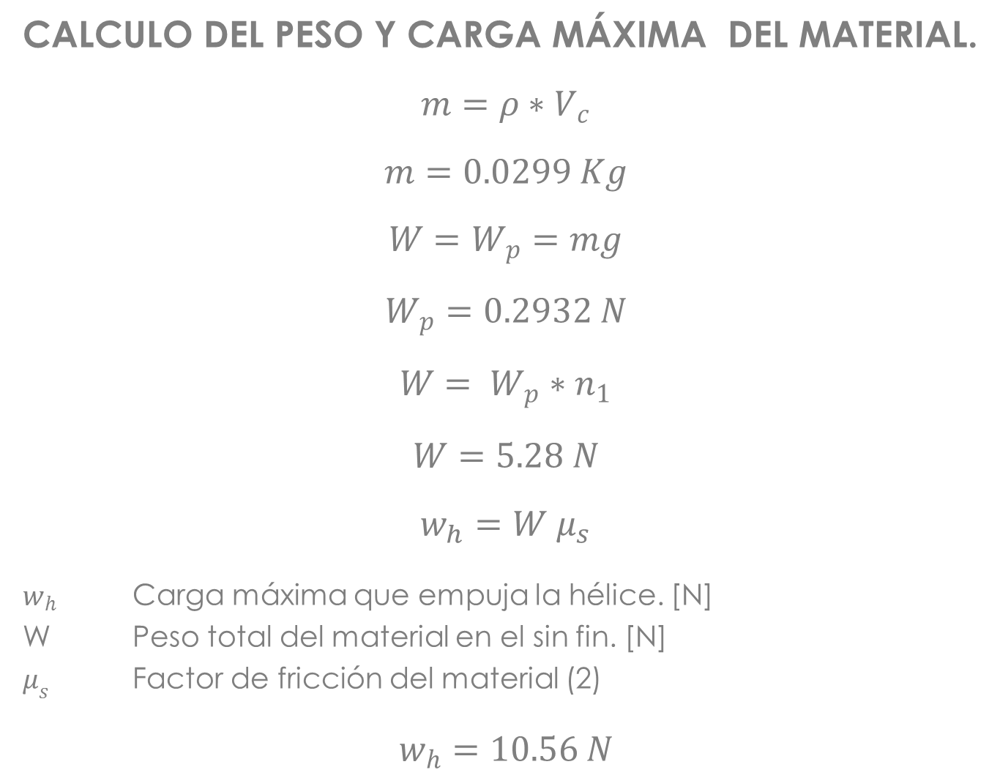 CALCULO DEL PESO Y CARGA MÁXIMA DEL MATERIAL.
m = ρ * V_c
m = 0.0299 Kg
W = W_p = mg
W_p = 0.2932 N
W = W_p * n_1
W = 5.28 N
w_h = W μ_s
w_h Carga máxima que empuja la hélice. [N]
W Peso total del material en el sin fin. [N]
μ_s Factor de fricción del material (2)
w_h = 10.56 N